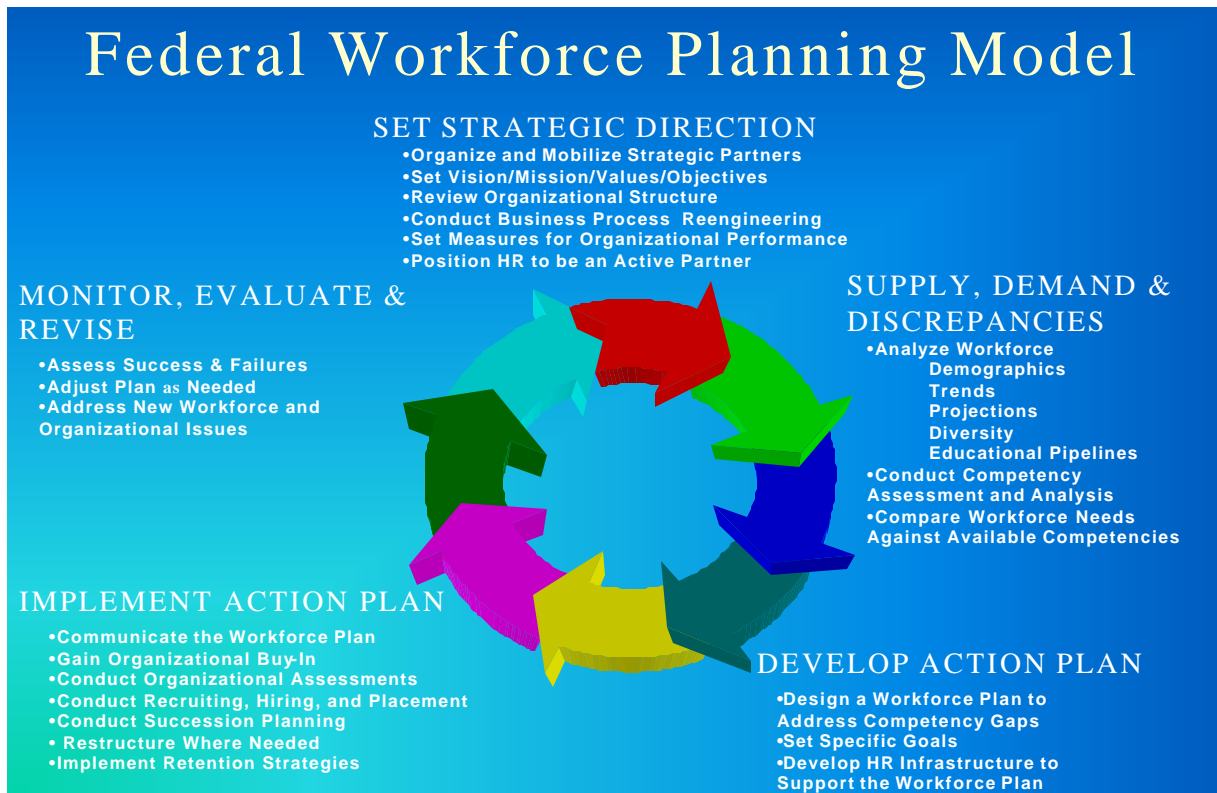 Federal Workforce Planning Model
SET STRATEGIC DIRECTION
•Organize and Mobilize Strategic Partners
•Set Vision/Mission/Values/Objectives
•Review Organizational Structure
•Conduct Business Process Reengineering
•Set Measures for Organizational Performance
•Position HR to be an Active Partner
SUPPLY, DEMAND &
DISCREPANCIES
•Analyze Workforce
Demographics
Trends
Projections
Diversity
Educational Pipelines
•Conduct Competency
Assessment and Analysis
•Compare Workforce Needs
Against Available Competencies
DEVELOP ACTION PLAN
•Design a Workforce Plan to
Address Competency Gaps
•Set Specific Goals
•Develop HR Infrastructure to
Support the Workforce Plan
IMPLEMENT ACTION PLAN
•Communicate the Workforce Plan
•Gain Organizational Buy-In
•Conduct Organizational Assessments
•Conduct Recruiting, Hiring, and Placement
•Conduct Succession Planning
• Restructure Where Needed
•Implement Retention Strategies
MONITOR, EVALUATE &
REVISE
•Assess Success & Failures
•Adjust Plan as Needed
•Address New Workforce and
Organizational Issues